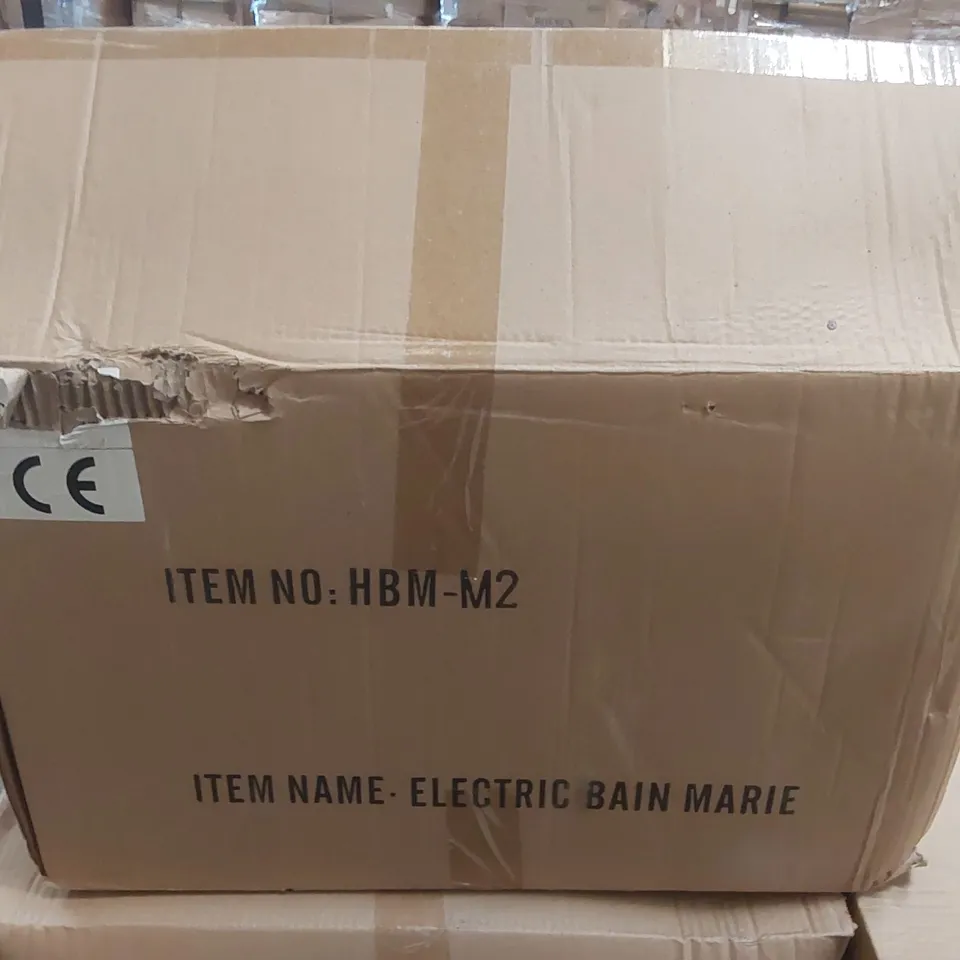 CE
ITEM NO: HBM-M2
ITEM NAME· ELECTRIC BAIN MARIE